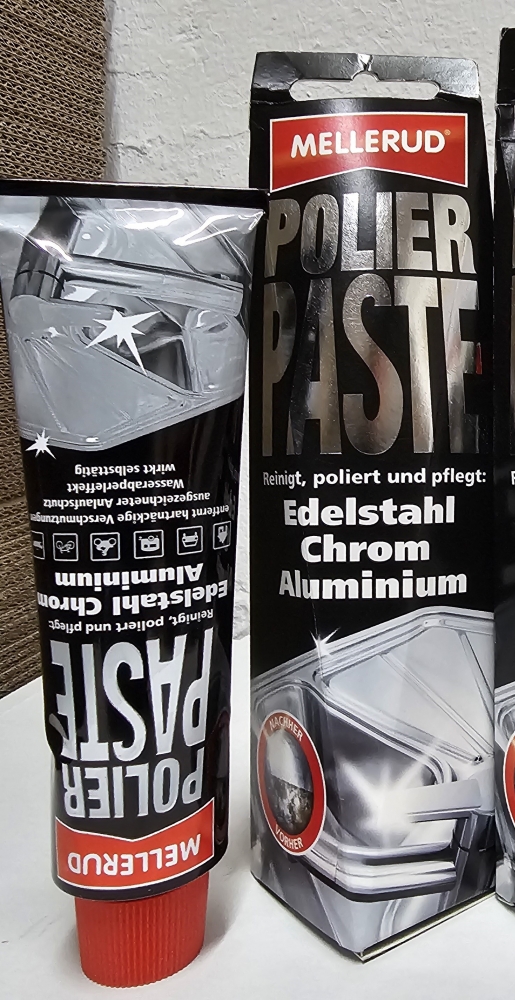 MELLERUD®
POLIER
PASTE
Reinigt, poliert und pflegt:
Edelstahl
Chrom
Aluminium
NACHHER
VORHER
MELLERUD
POLIER
PASTE
Reinigt, poliert und pflegt:
Edelstahl Chrom
Aluminium
entfernt hartnäckige Verschmutzungen
ausgezeichneter Anlaufschutz
Wasserabperleffekt
wirkt selbsttätig